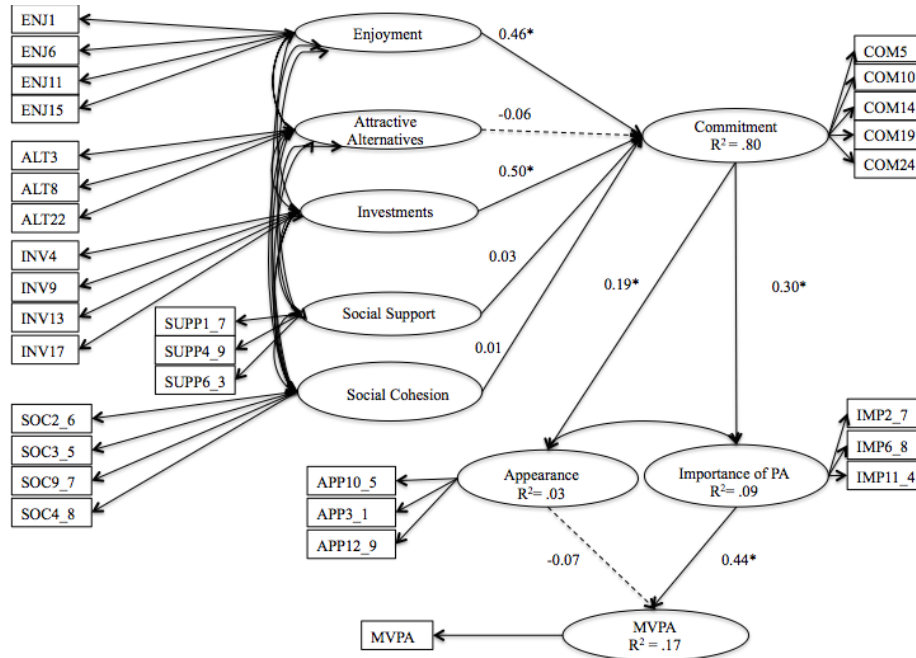 ENJ1
ENJ6
ENJ11
ENJ15
ALT3
ALT8
ALT22
INV4
INV9
INV13
INV17
SUPP1_7
SUPP4_9
SUPP6_3
SOC2_6
SOC3_5
SOC9_7
SOC4_8
Enjoyment
Attractive
Alternatives
Investments
Social Support
Social Cohesion
0.46*
-0.06
0.50*
0.03
0.01
Commitment
R² = .80
COM5
COM10
COM14
COM19
COM24
0.19*
0.30*
APP10_5
APP3_1
APP12_9
Appearance
R²= .03
Importance of PA
R²= .09
IMP2_7
IMP6_8
IMP11_4
-0.07
0.44*
MVPA
MVPA
R² = .17